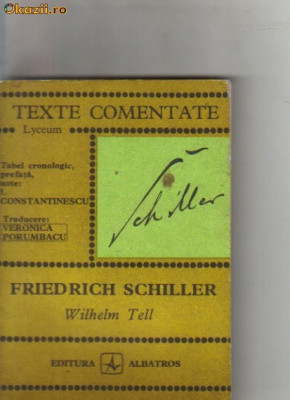 Okazii.ro
TEXTE COMENTATE
Lyceum
Tabel cronologic,
prefață,
note:
CONSTANTINESCU
Traducere:
VERONICA
PORUMBACU
Schiller
FRIEDRICH SCHILLER
Wilhelm Tell
EDITURA ALBATROS